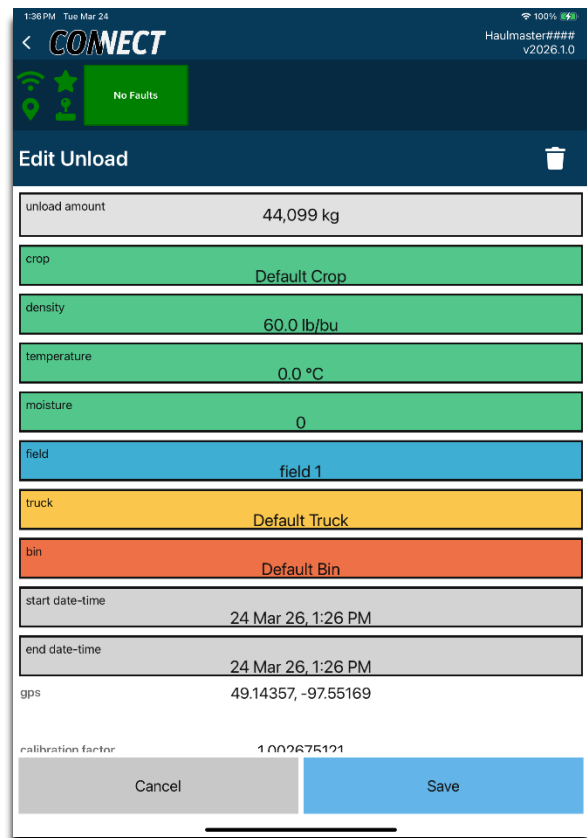 1:36 PM Tue Mar 24
100%
CONNECT
Haulmaster####
v2026.1.0
No Faults
Edit Unload
unload amount
44,099 kg
crop
Default Crop
density
60.0 lb/bu
temperature
0.0 °C
moisture
0
field
field 1
truck
Default Truck
bin
Default Bin
start date-time
24 Mar 26, 1:26 PM
end date-time
24 Mar 26, 1:26 PM
gps
49.14357, -97.55169
calibration factor
1.002675121
Cancel
Save